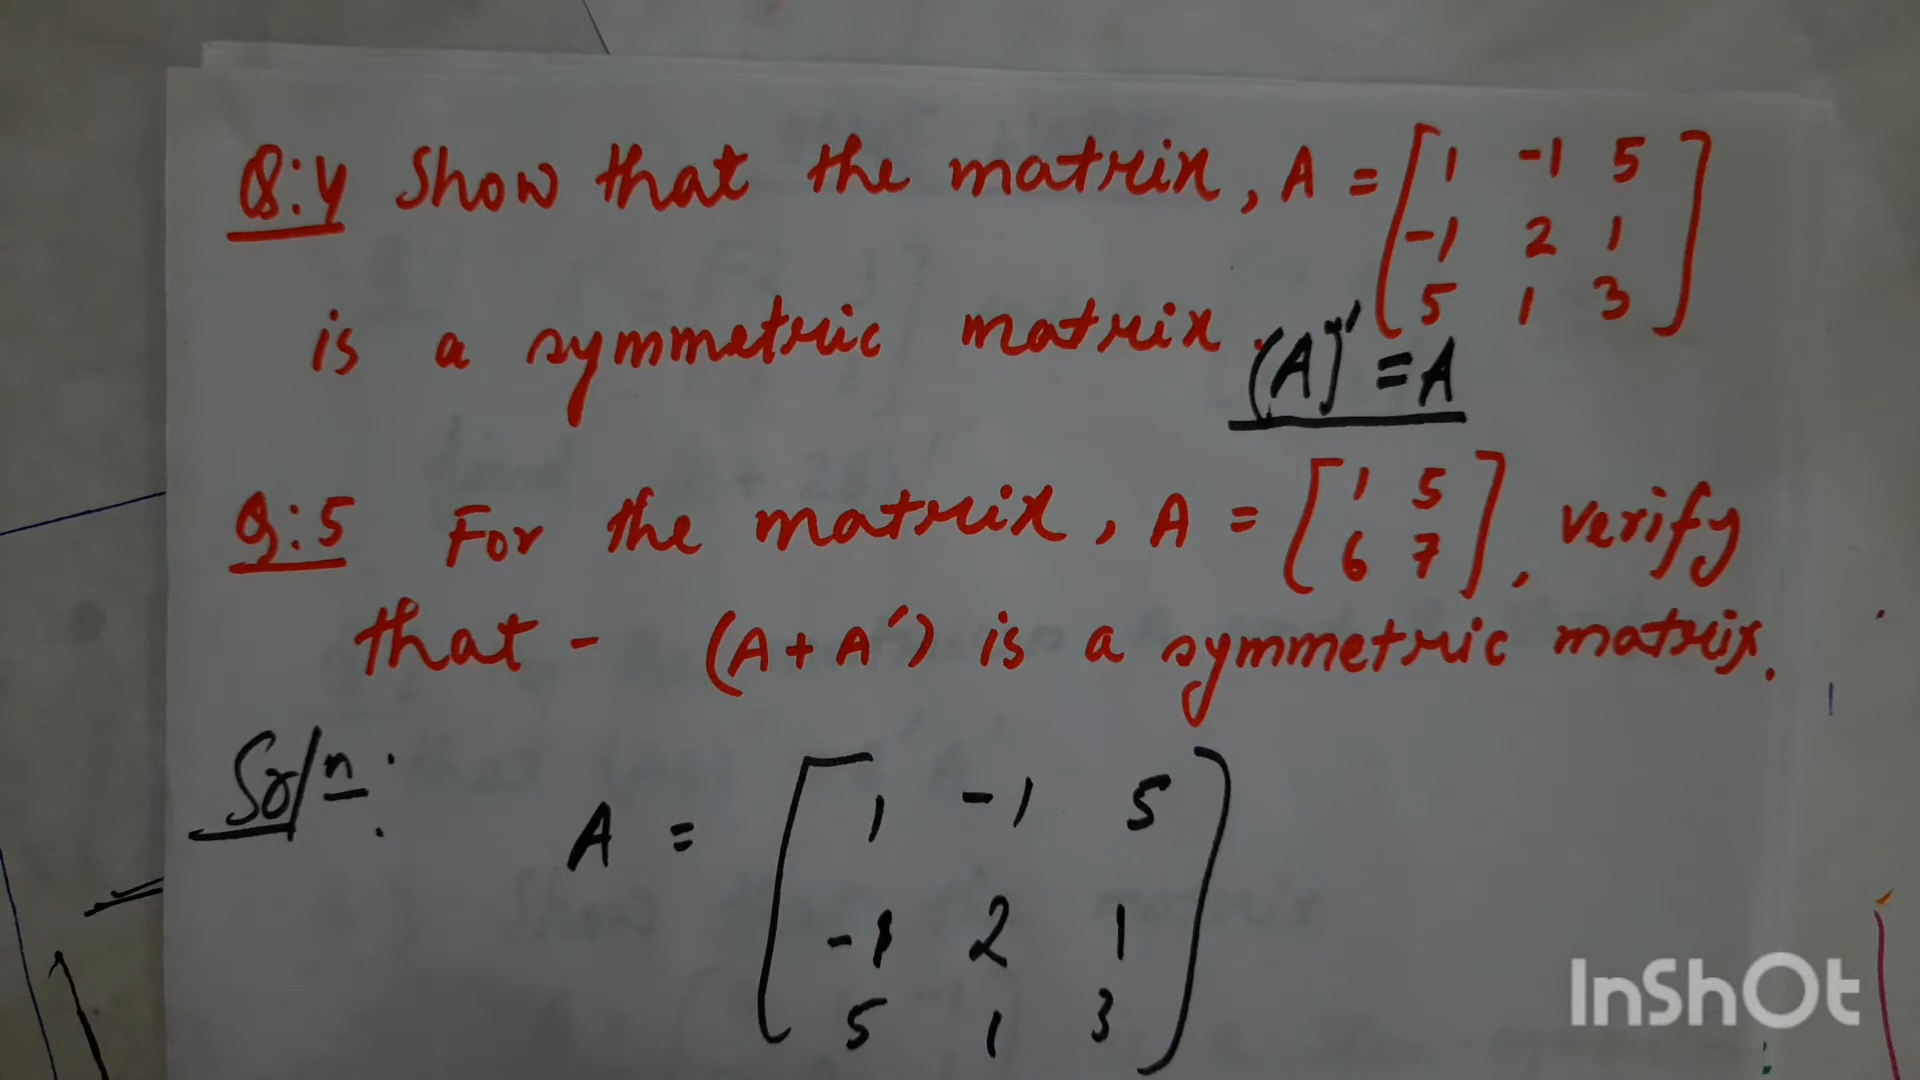 Q:4 Show that the matrix, A = [1 -1 5
-1 2 1
5 1 3]
is a symmetric matrix. (A)' = A
Q:5 For the matrix, A = [1 5
6 7], verify
that - (A + A') is a symmetric matrix.
Soln:
A = [1 -1 5
-1 2 1
5 1 3]
InShOt